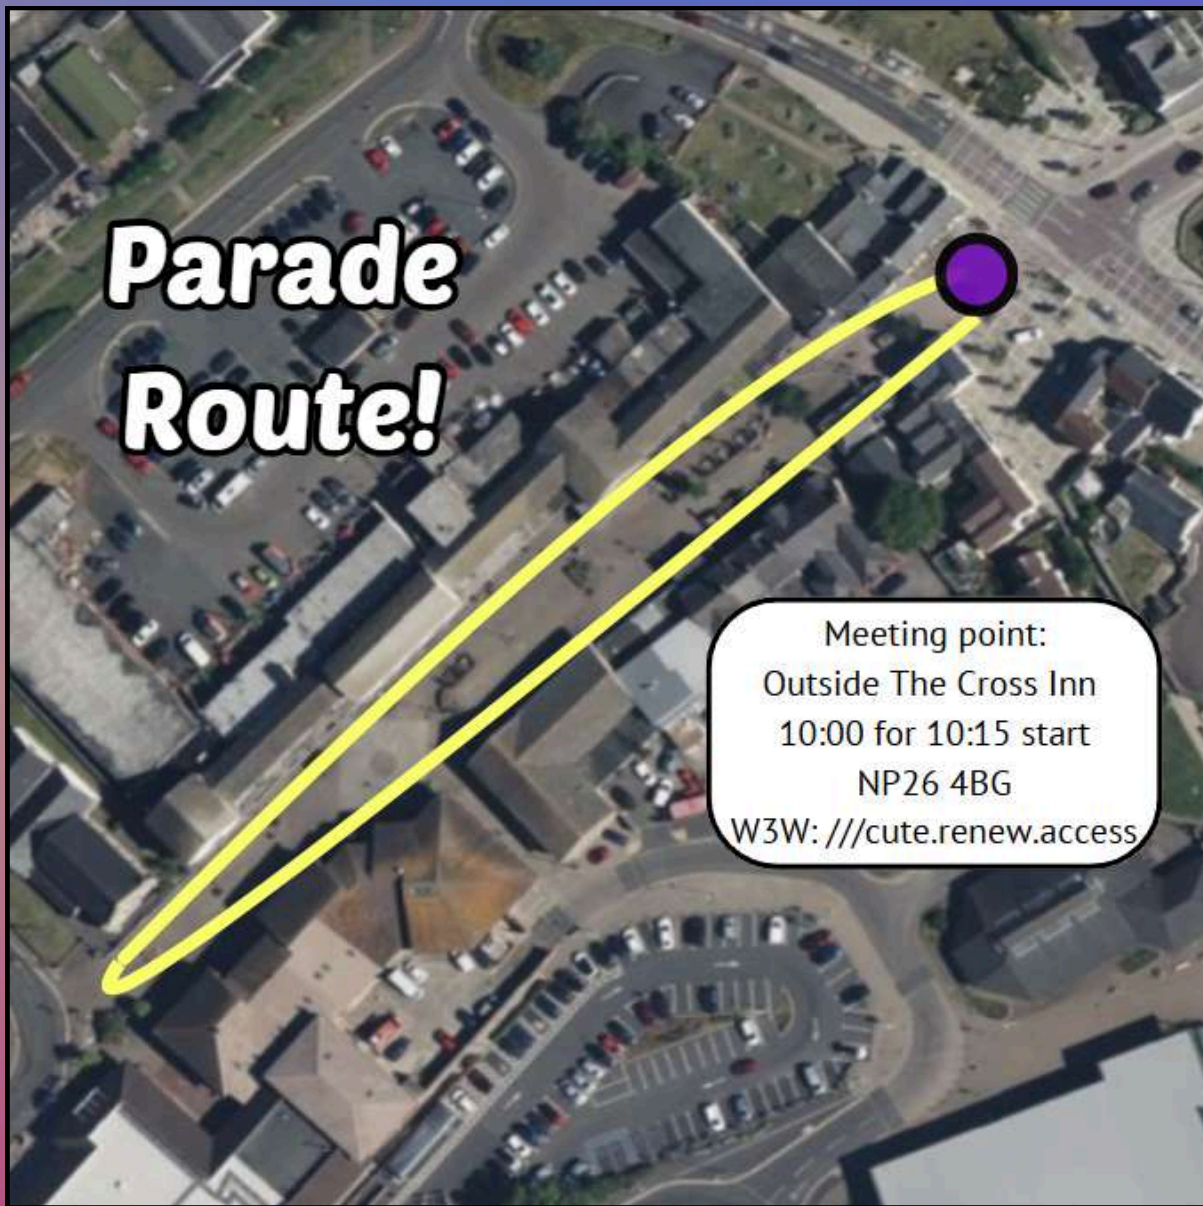 Parade
Route!
Meeting point:
Outside The Cross Inn
10:00 for 10:15 start
NP26 4BG
W3W: ///cute.renew.access